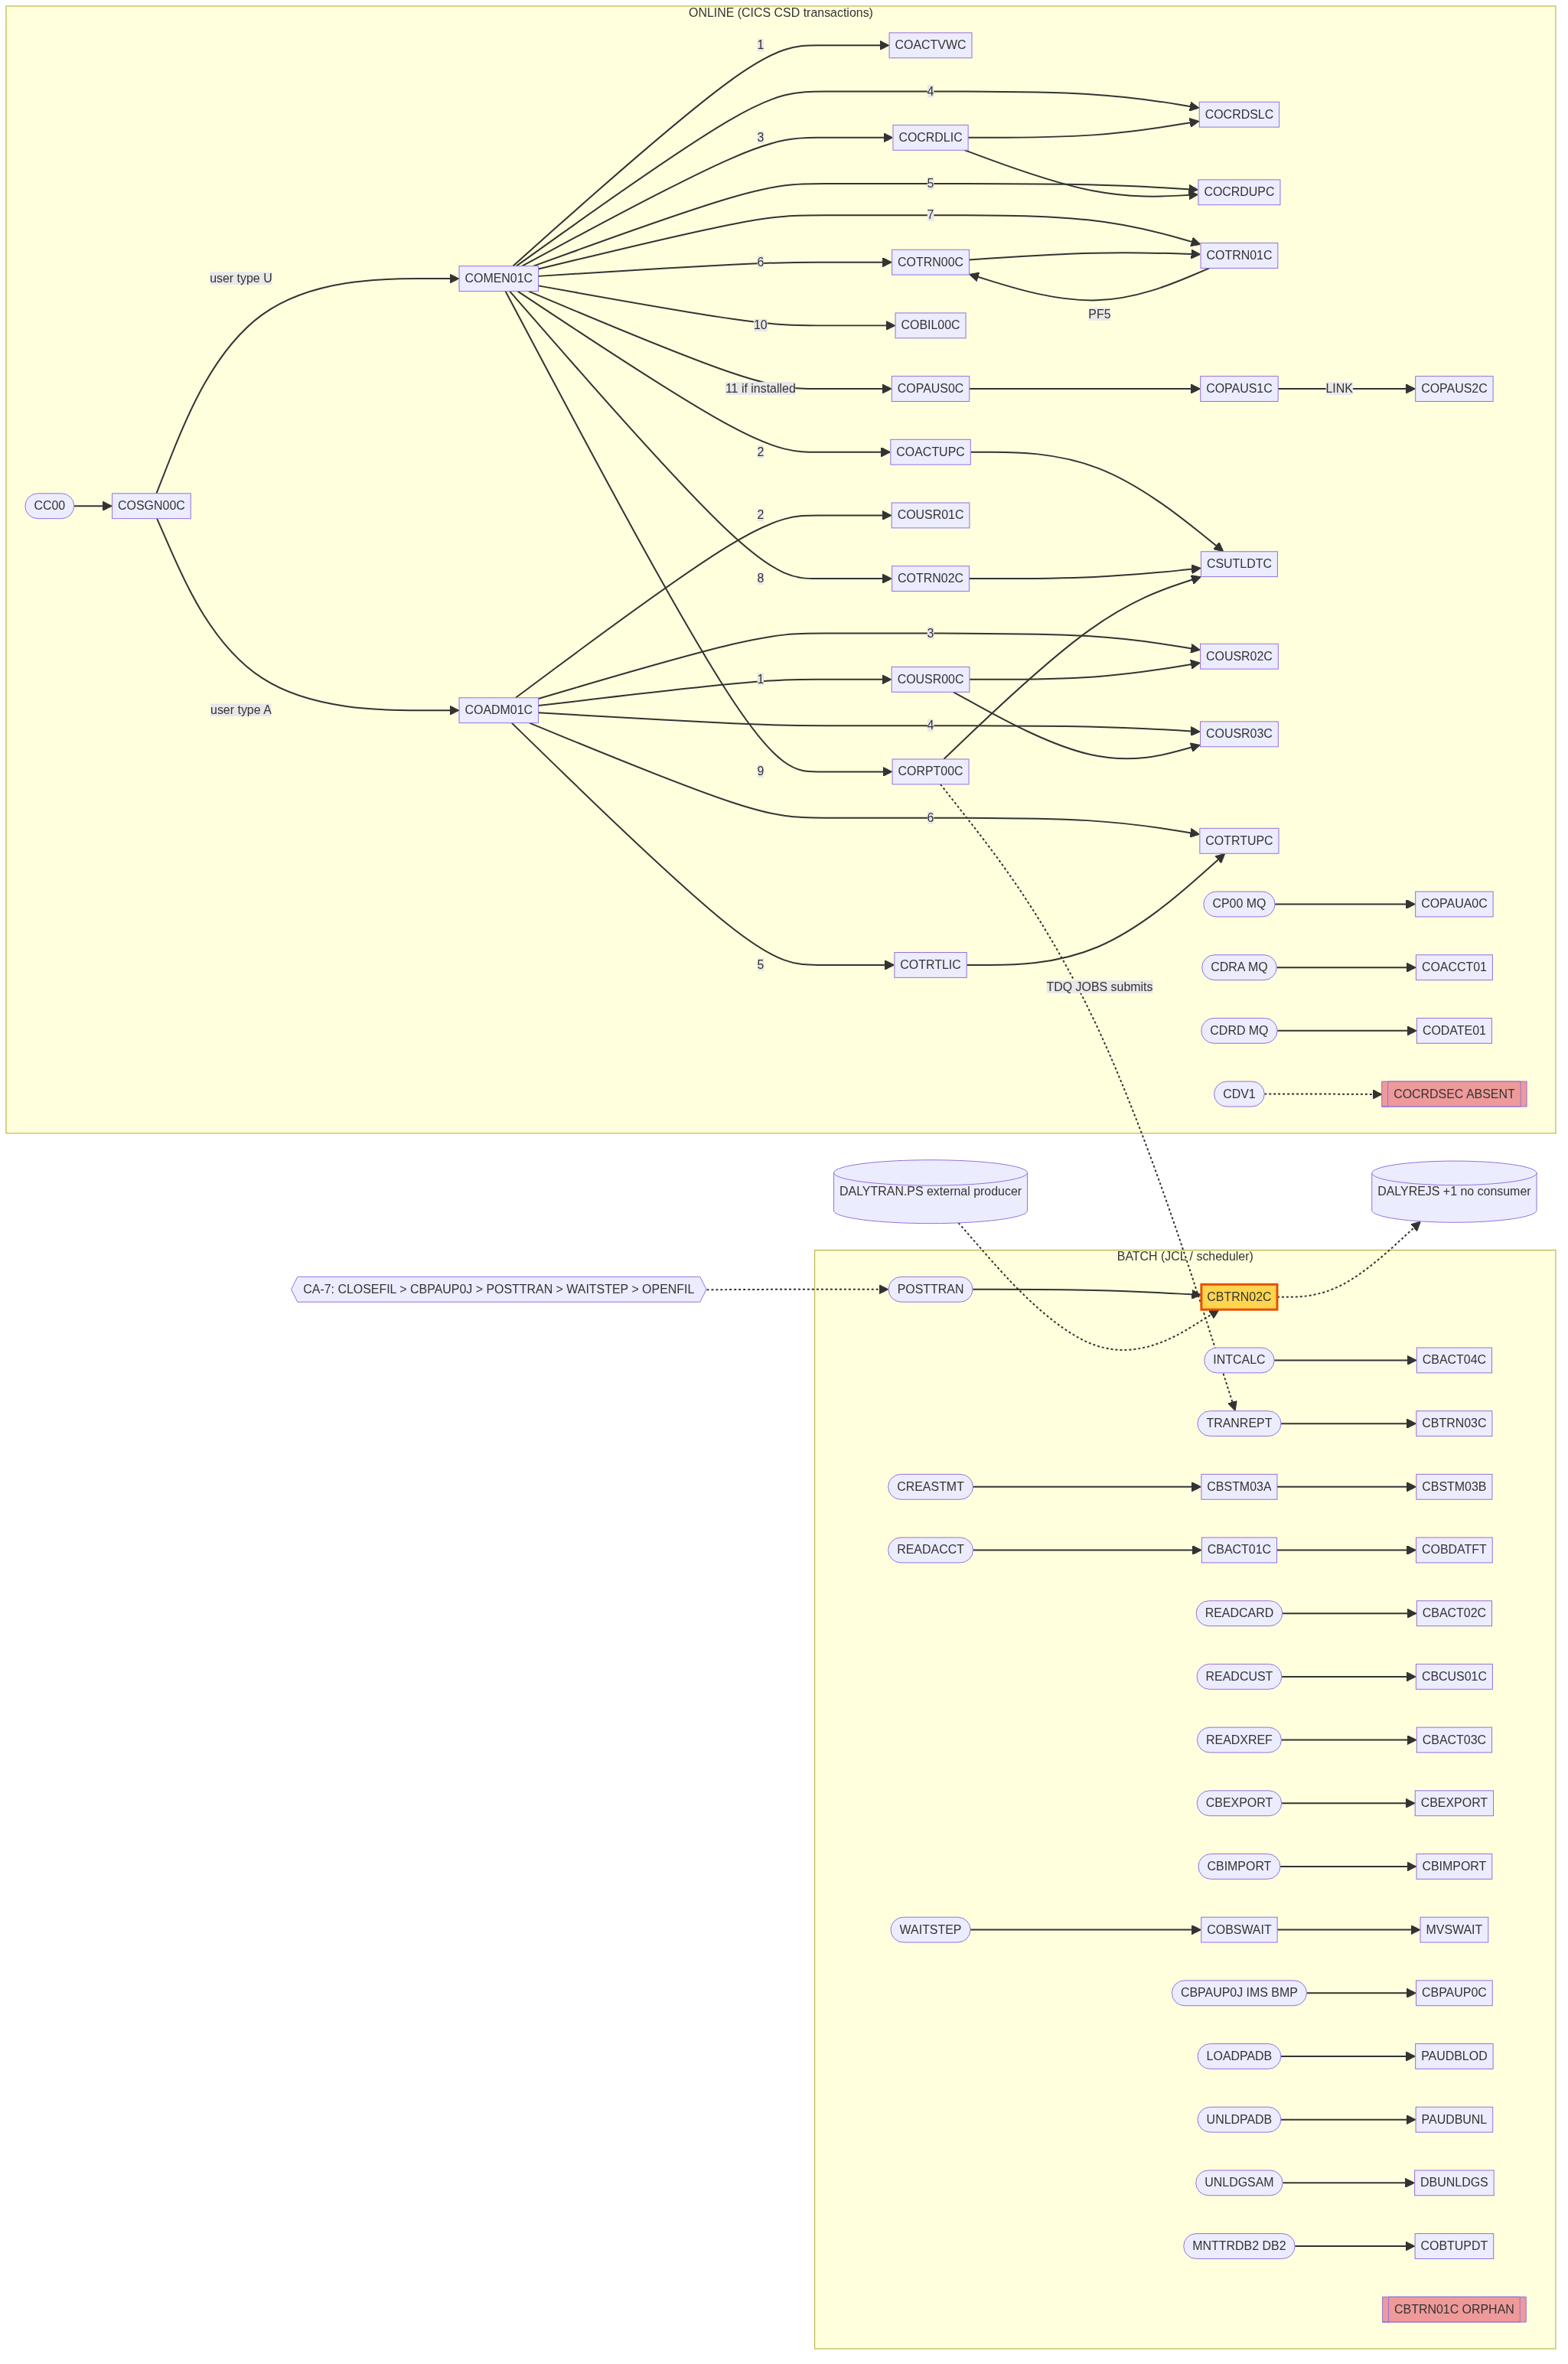 ONLINE (CICS CSD transactions)
1
COACTVWC
4
COCRDSLC
3
COCRDLIC
5
COCRDUPC
7
user type U
COMEN01C
6
COTRN00C
COTRN01C
PF5
10
COBIL00C
11 if installed
COPAUS0C
COPAUS1C
LINK
COPAUS2C
2
COACTUPC
CC00
COSGN00C
2
COUSR01C
CSUTLDTC
8
COTRN02C
3
COUSR02C
1
COUSR00C
user type A
COADM01C
4
COUSR03C
9
CORPT00C
6
COTRTUPC
CP00 MQ
COPAUA0C
5
COTRTLIC
CDRA MQ
COACCT01
TDQ JOBS submits
CDRD MQ
CODATE01
CDV1
COCRDSEC ABSENT
DALYTRAN.PS external producer
DALYREJS +1 no consumer
BATCH (JCL / scheduler)
CA-7: CLOSEFIL > CBPAUP0J > POSTTRAN > WAITSTEP > OPENFIL
POSTTRAN
CBTRN02C
INTCALC
CBACT04C
TRANREPT
CBTRN03C
CREASTMT
CBSTM03A
CBSTM03B
READACCT
CBACT01C
COBDATFT
READCARD
CBACT02C
READCUST
CBCUS01C
READXREF
CBACT03C
CBEXPORT
CBEXPORT
CBIMPORT
CBIMPORT
WAITSTEP
COBSWAIT
MVSWAIT
CBPAUP0J IMS BMP
CBPAUP0C
LOADPADB
PAUDBLOD
UNLDPADB
PAUDBUNL
UNLDGSAM
DBUNLDGS
MNTTRDB2 DB2
COBTUPDT
CBTRN01C ORPHAN